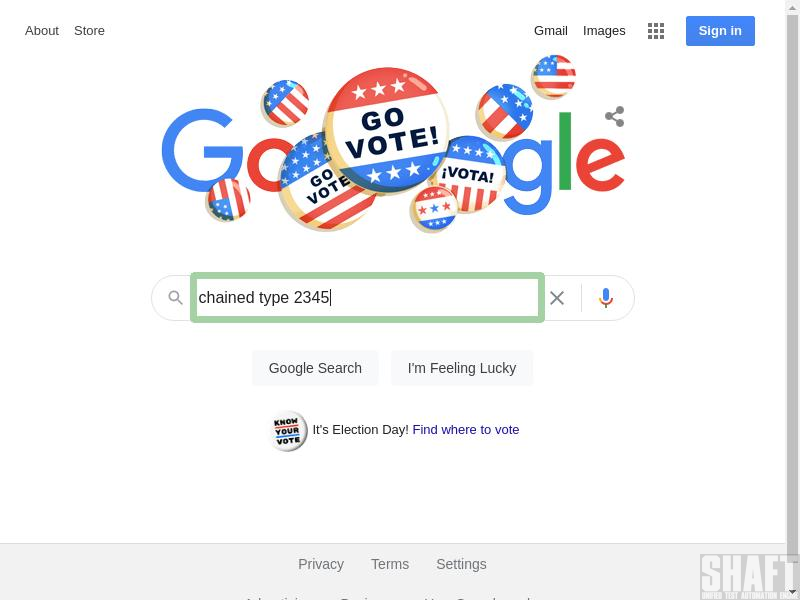 About Store Gmail Images Sign in
Google
GO VOTE!
GO VOTE
¡VOTA!
chained type 2345
Google Search I'm Feeling Lucky
KNOW YOUR VOTE
It's Election Day! Find where to vote
Privacy Terms Settings
SHAFT